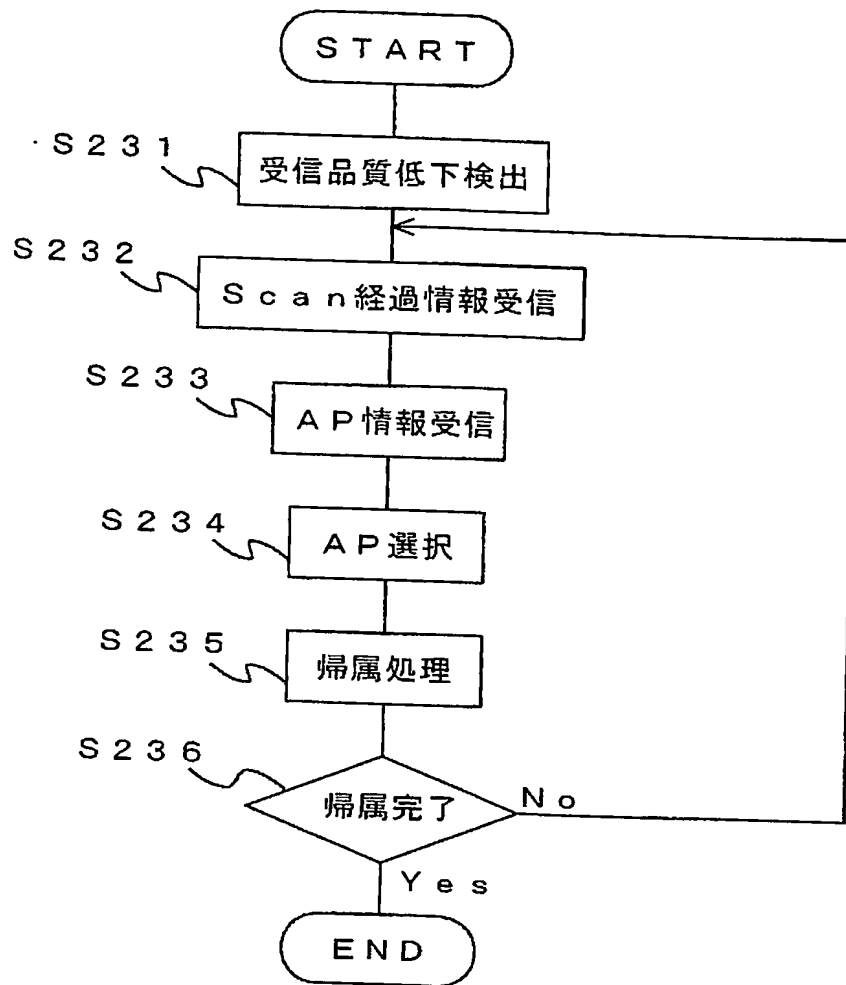 START
S231
受信品質低下検出
S232
Scan経過情報受信
S233
AP情報受信
S234
AP選択
S235
帰属処理
S236
帰属完了
No
Yes
END